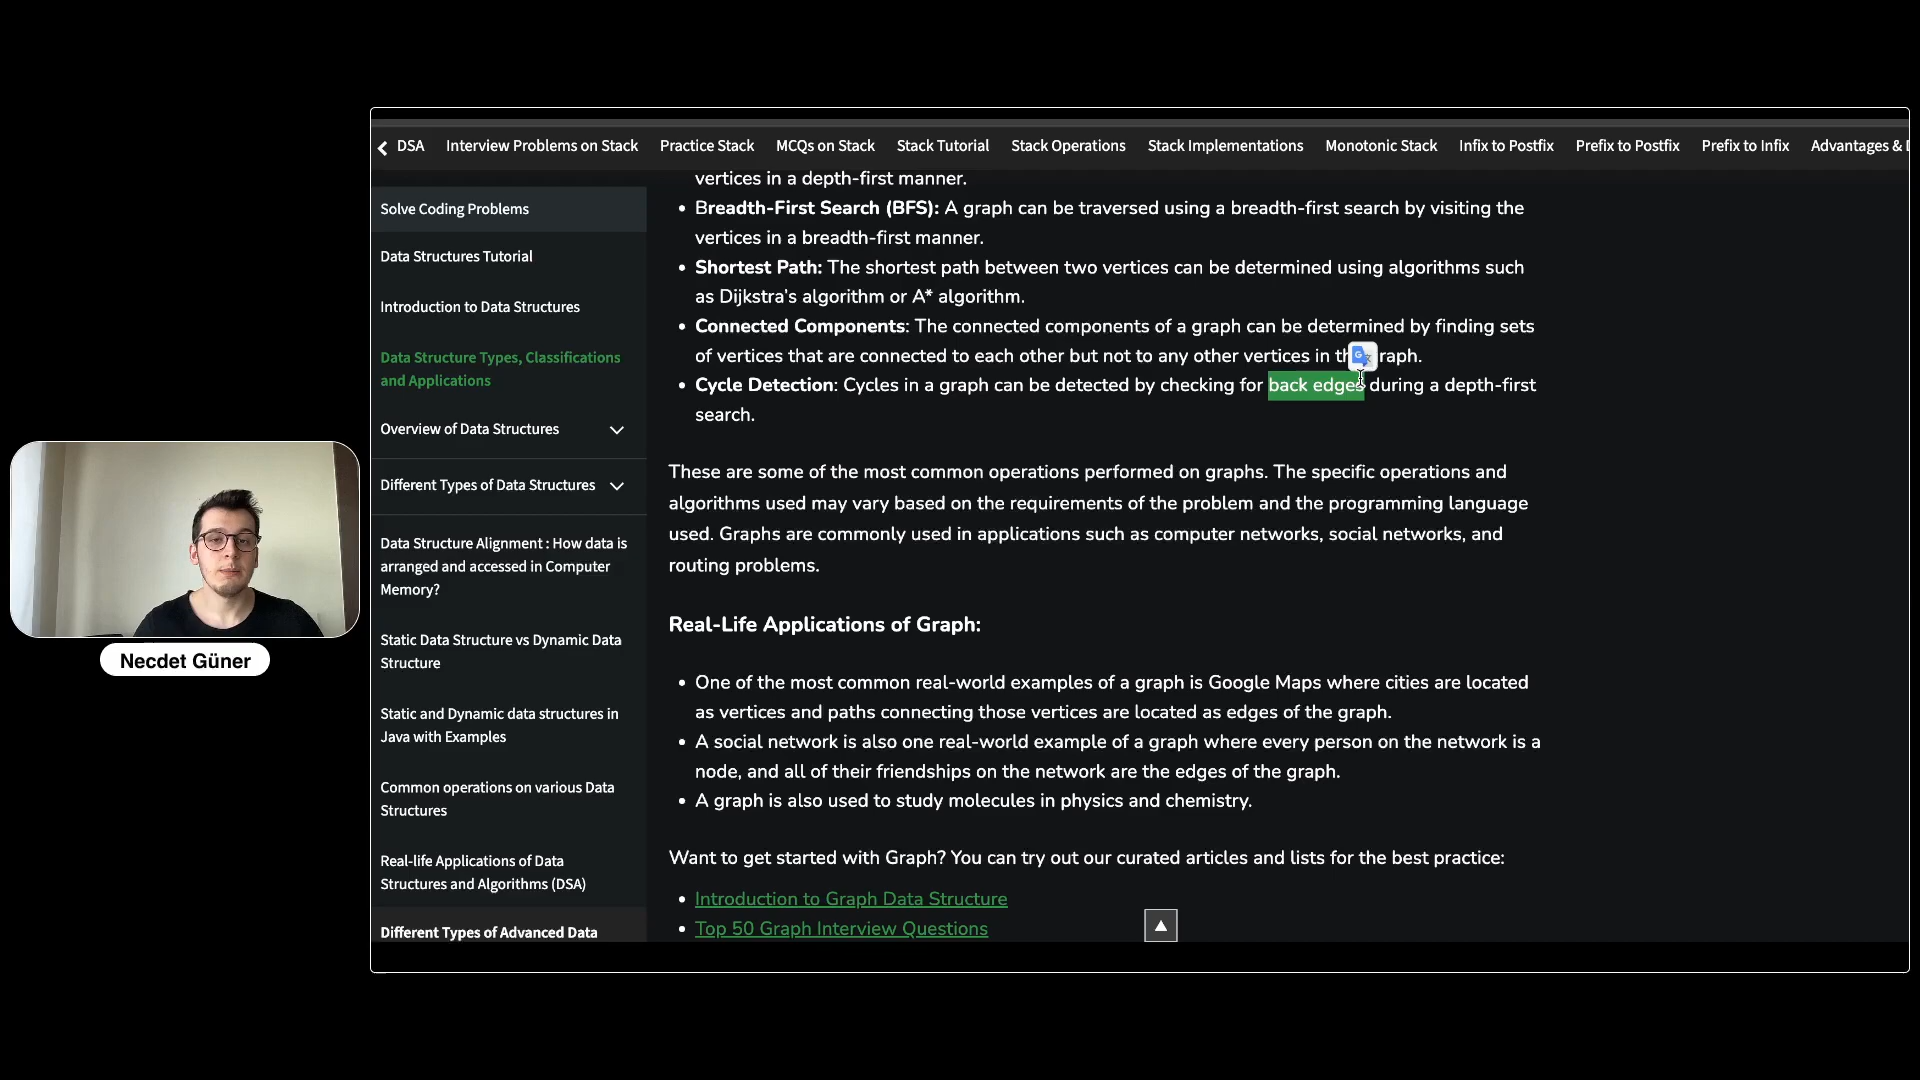 DSA Interview Problems on Stack Practice Stack MCQs on Stack Stack Tutorial Stack Operations Stack Implementations Monotonic Stack Infix to Postfix Prefix to Postfix Prefix to Infix Advantages &
Solve Coding Problems
Data Structures Tutorial
Introduction to Data Structures
Data Structure Types, Classifications
and Applications
Overview of Data Structures
Different Types of Data Structures
Data Structure Alignment : How data is
arranged and accessed in Computer
Memory?
Static Data Structure vs Dynamic Data
Structure
Static and Dynamic data structures in
Java with Examples
Common operations on various Data
Structures
Real-life Applications of Data
Structures and Algorithms (DSA)
Different Types of Advanced Data
vertices in a depth-first manner.
• Breadth-First Search (BFS): A graph can be traversed using a breadth-first search by visiting the
vertices in a breadth-first manner.
• Shortest Path: The shortest path between two vertices can be determined using algorithms such
as Dijkstra's algorithm or A* algorithm.
• Connected Components: The connected components of a graph can be determined by finding sets
of vertices that are connected to each other but not to any other vertices in th raph.
• Cycle Detection: Cycles in a graph can be detected by checking for back edges during a depth-first
search.
These are some of the most common operations performed on graphs. The specific operations and
algorithms used may vary based on the requirements of the problem and the programming language
used. Graphs are commonly used in applications such as computer networks, social networks, and
routing problems.
Real-Life Applications of Graph:
• One of the most common real-world examples of a graph is Google Maps where cities are located
as vertices and paths connecting those vertices are located as edges of the graph.
• A social network is also one real-world example of a graph where every person on the network is a
node, and all of their friendships on the network are the edges of the graph.
• A graph is also used to study molecules in physics and chemistry.
Want to get started with Graph? You can try out our curated articles and lists for the best practice:
• Introduction to Graph Data Structure
• Top 50 Graph Interview Questions
Necdet Güner